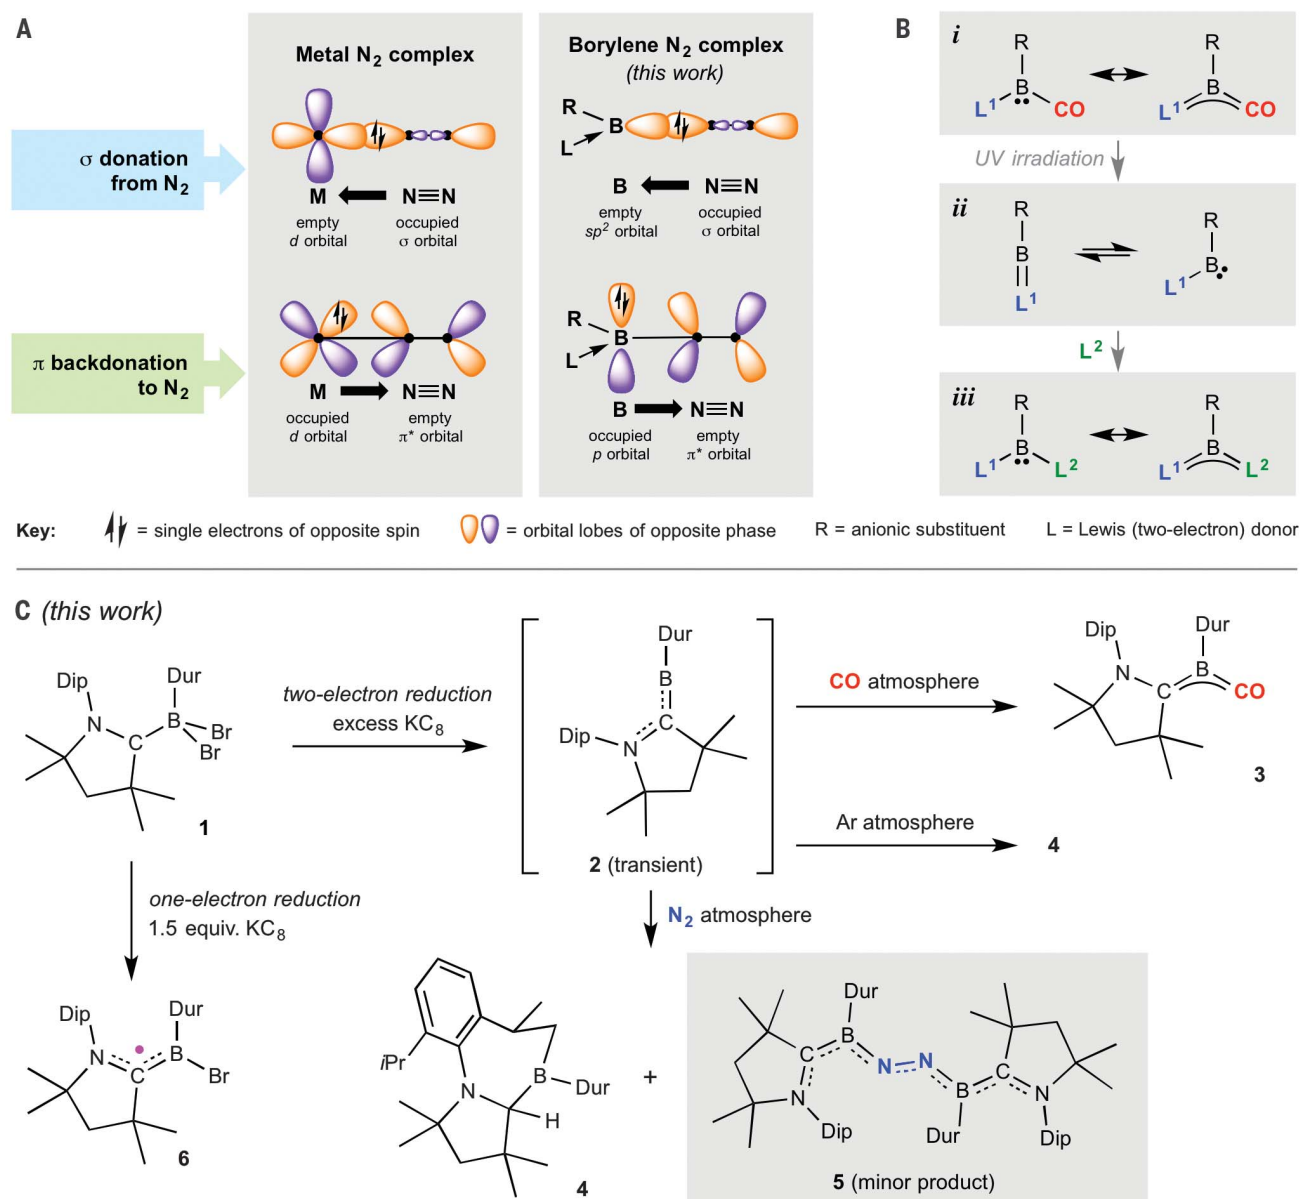 A
Metal N₂ complex
Borylene N₂ complex
(this work)
σ donation
from N₂
R
B
L
M
N≡N
empty
d orbital
occupied
σ orbital
B
N≡N
empty
sp² orbital
occupied
σ orbital
π backdonation
to N₂
R
B
L
M
N≡N
occupied
d orbital
empty
π* orbital
B
N≡N
occupied
p orbital
empty
π* orbital
B
i
R
B
L¹
CO
R
B
L¹
CO
UV irradiation
ii
R
B
L¹
R
B
L¹
L²
iii
R
B
L¹
L²
R
B
L¹
L²
Key:
= single electrons of opposite spin
= orbital lobes of opposite phase
R = anionic substituent
L = Lewis (two-electron) donor
C (this work)
Dip
Dur
N
B
Br
Br
C
1
two-electron reduction
excess KC₈
Dur
B
C
Dip
N
2 (transient)
CO atmosphere
Dip
Dur
N
B
C
CO
3
Ar atmosphere
4
N₂ atmosphere
one-electron reduction
1.5 equiv. KC₈
Dip
Dur
N
B
C
Br
6
iPr
N
B
Dur
H
4
+
Dur
B
C
N
N
N
Dip
B
C
N
Dur
Dip
5 (minor product)